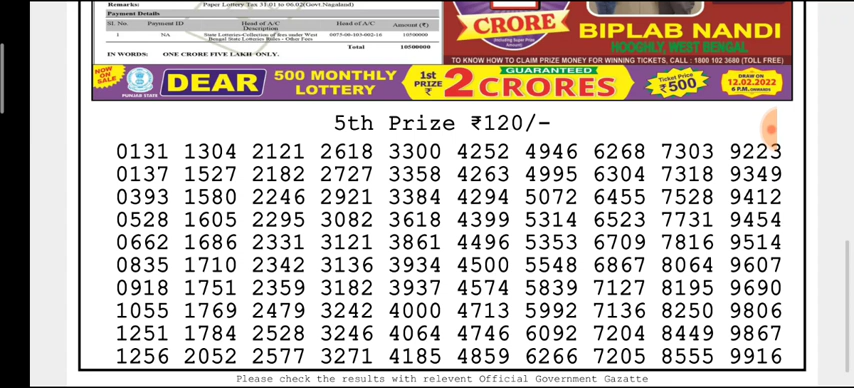 Remarks: Paper Lottery Tax 31.01 to 06.02(Govt.Nagaland)
Payment Details
Sl. No. Payment ID Head of A/C Description Head of A/C Amount (₹)
1 NA State Lotteries-Collection of fees under West Bengal State Lotteries Rules - Other Fees 0075-00-103-002-16 10500000
Total 10500000
IN WORDS: ONE CRORE FIVE LAKH ONLY.
1
CRORE
(Including Super Prize Amount)
BIPLAB NANDI
HOOGHLY, WEST BENGAL
TO KNOW HOW TO CLAIM PRIZE MONEY FOR WINNING TICKETS, CALL : 1800 102 3680 (TOLL FREE)
NOW ON SALE
PUNJAB STATE
DEAR 500 MONTHLY LOTTERY
1st PRIZE ₹ 2 CRORES
GUARANTEED
Ticket Price ₹500
DRAW ON 12.02.2022 6 P.M. ONWARDS
5th Prize ₹120/-
0131 1304 2121 2618 3300 4252 4946 6268 7303 9223
0137 1527 2182 2727 3358 4263 4995 6304 7318 9349
0393 1580 2246 2921 3384 4294 5072 6455 7528 9412
0528 1605 2295 3082 3618 4399 5314 6523 7731 9454
0662 1686 2331 3121 3861 4496 5353 6709 7816 9514
0835 1710 2342 3136 3934 4500 5548 6867 8064 9607
0918 1751 2359 3182 3937 4574 5839 7127 8195 9690
1055 1769 2479 3242 4000 4713 5992 7136 8250 9806
1251 1784 2528 3246 4064 4746 6092 7204 8449 9867
1256 2052 2577 3271 4185 4859 6266 7205 8555 9916
Please check the results with relevent Official Government Gazatte